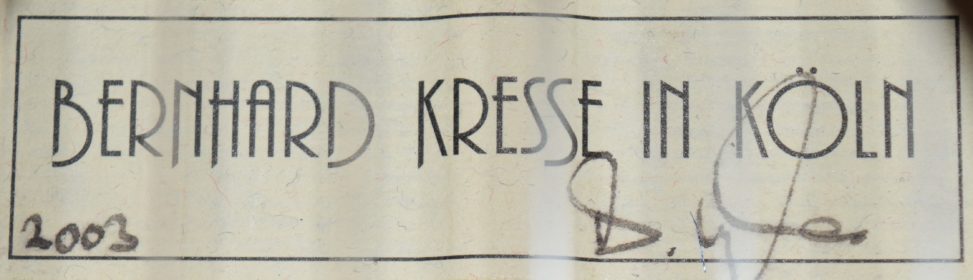 BERNHARD KRESSE IN KÖLN
2003